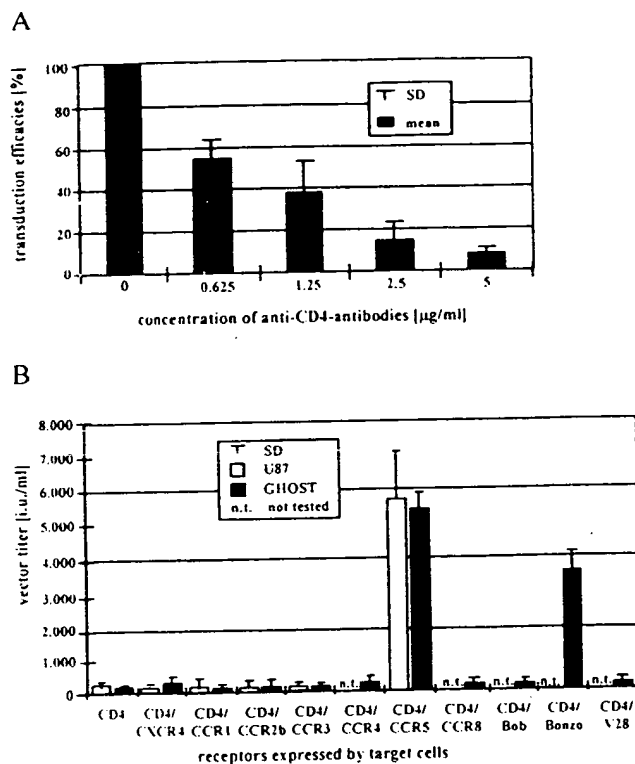 A
transduction efficacies [%]
100
80
60
40
20
0
SD
mean
0 0.625 1.25 2.5 5
concentration of anti-CD4-antibodies [µg/ml]
B
vector titer [i.u./ml]
8.000
7.000
6.000
5.000
4.000
3.000
2.000
1.000
0
SD
U87
GHOST
n.t. not tested
n.t. n.t. n.t. n.t. n.t.
CD4 CD4/ CD4/ CD4/ CD4/ CD4/ CD4/ CD4/ CD4/ CD4/ CD4/
CXCR4 CCR1 CCR2b CCR3 CCR4 CCR5 CCR8 Bob Bonzo V28
receptors expressed by target cells